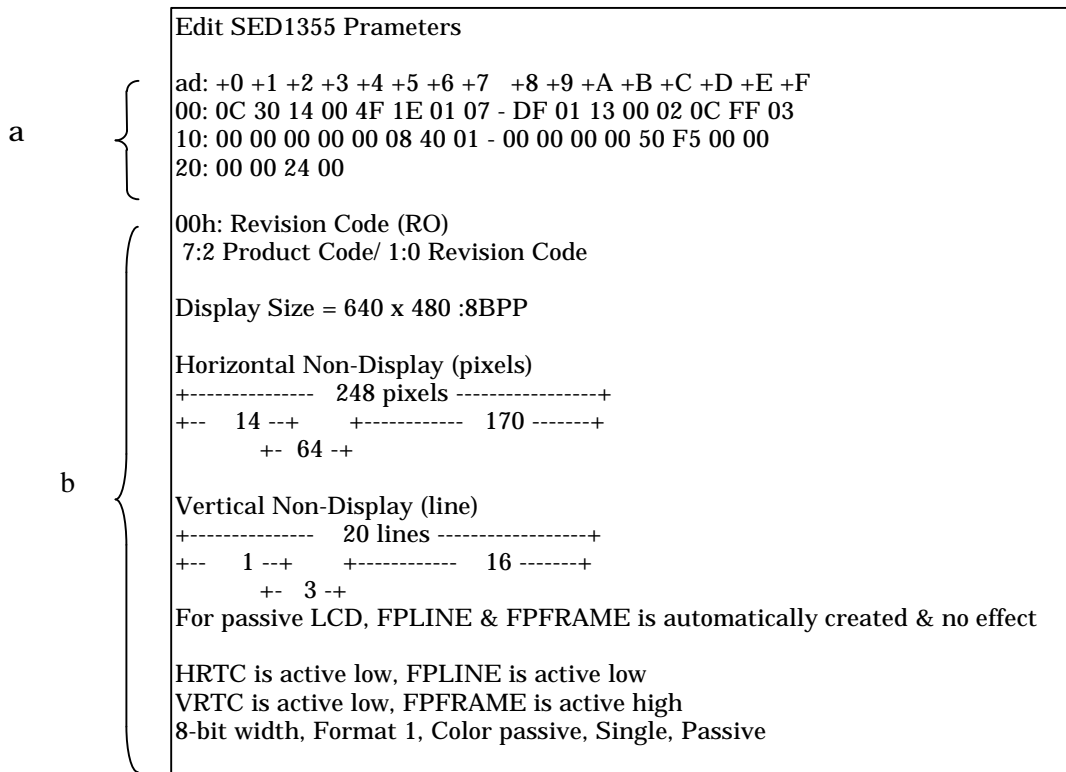 Edit SED1355 Prameters
ad: +0 +1 +2 +3 +4 +5 +6 +7 +8 +9 +A +B +C +D +E +F
00: 0C 30 14 00 4F 1E 01 07 - DF 01 13 00 02 0C FF 03
a
10: 00 00 00 00 00 08 40 01 - 00 00 00 00 50 F5 00 00
20: 00 00 24 00
00h: Revision Code (RO)
7:2 Product Code/ 1:0 Revision Code
Display Size = 640 x 480 :8BPP
Horizontal Non-Display (pixels)
+--------------- 248 pixels -----------------+
+-- 14 --+ +------------ 170 -------+
+- 64 -+
b
Vertical Non-Display (line)
+--------------- 20 lines ------------------+
+-- 1 --+ +------------ 16 -------+
+- 3 -+
For passive LCD, FPLINE & FPFRAME is automatically created & no effect
HRTC is active low, FPLINE is active low
VRTC is active low, FPFRAME is active high
8-bit width, Format 1, Color passive, Single, Passive